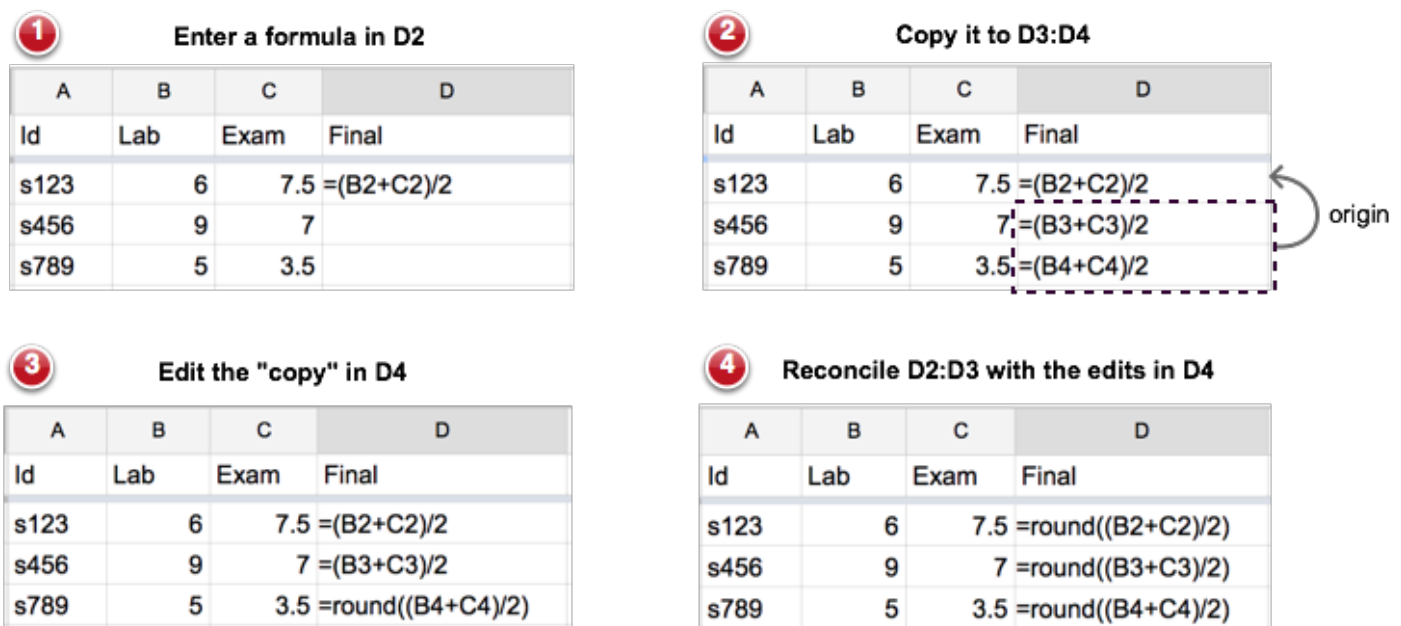 1 Enter a formula in D2
A B C D
Id Lab Exam Final
s123 6 7.5 =(B2+C2)/2
s456 9 7
s789 5 3.5
2 Copy it to D3:D4
A B C D
Id Lab Exam Final
s123 6 7.5 =(B2+C2)/2
s456 9 7 =(B3+C3)/2
s789 5 3.5 =(B4+C4)/2
origin
3 Edit the "copy" in D4
A B C D
Id Lab Exam Final
s123 6 7.5 =(B2+C2)/2
s456 9 7 =(B3+C3)/2
s789 5 3.5 =round((B4+C4)/2)
4 Reconcile D2:D3 with the edits in D4
A B C D
Id Lab Exam Final
s123 6 7.5 =round((B2+C2)/2)
s456 9 7 =round((B3+C3)/2)
s789 5 3.5 =round((B4+C4)/2)